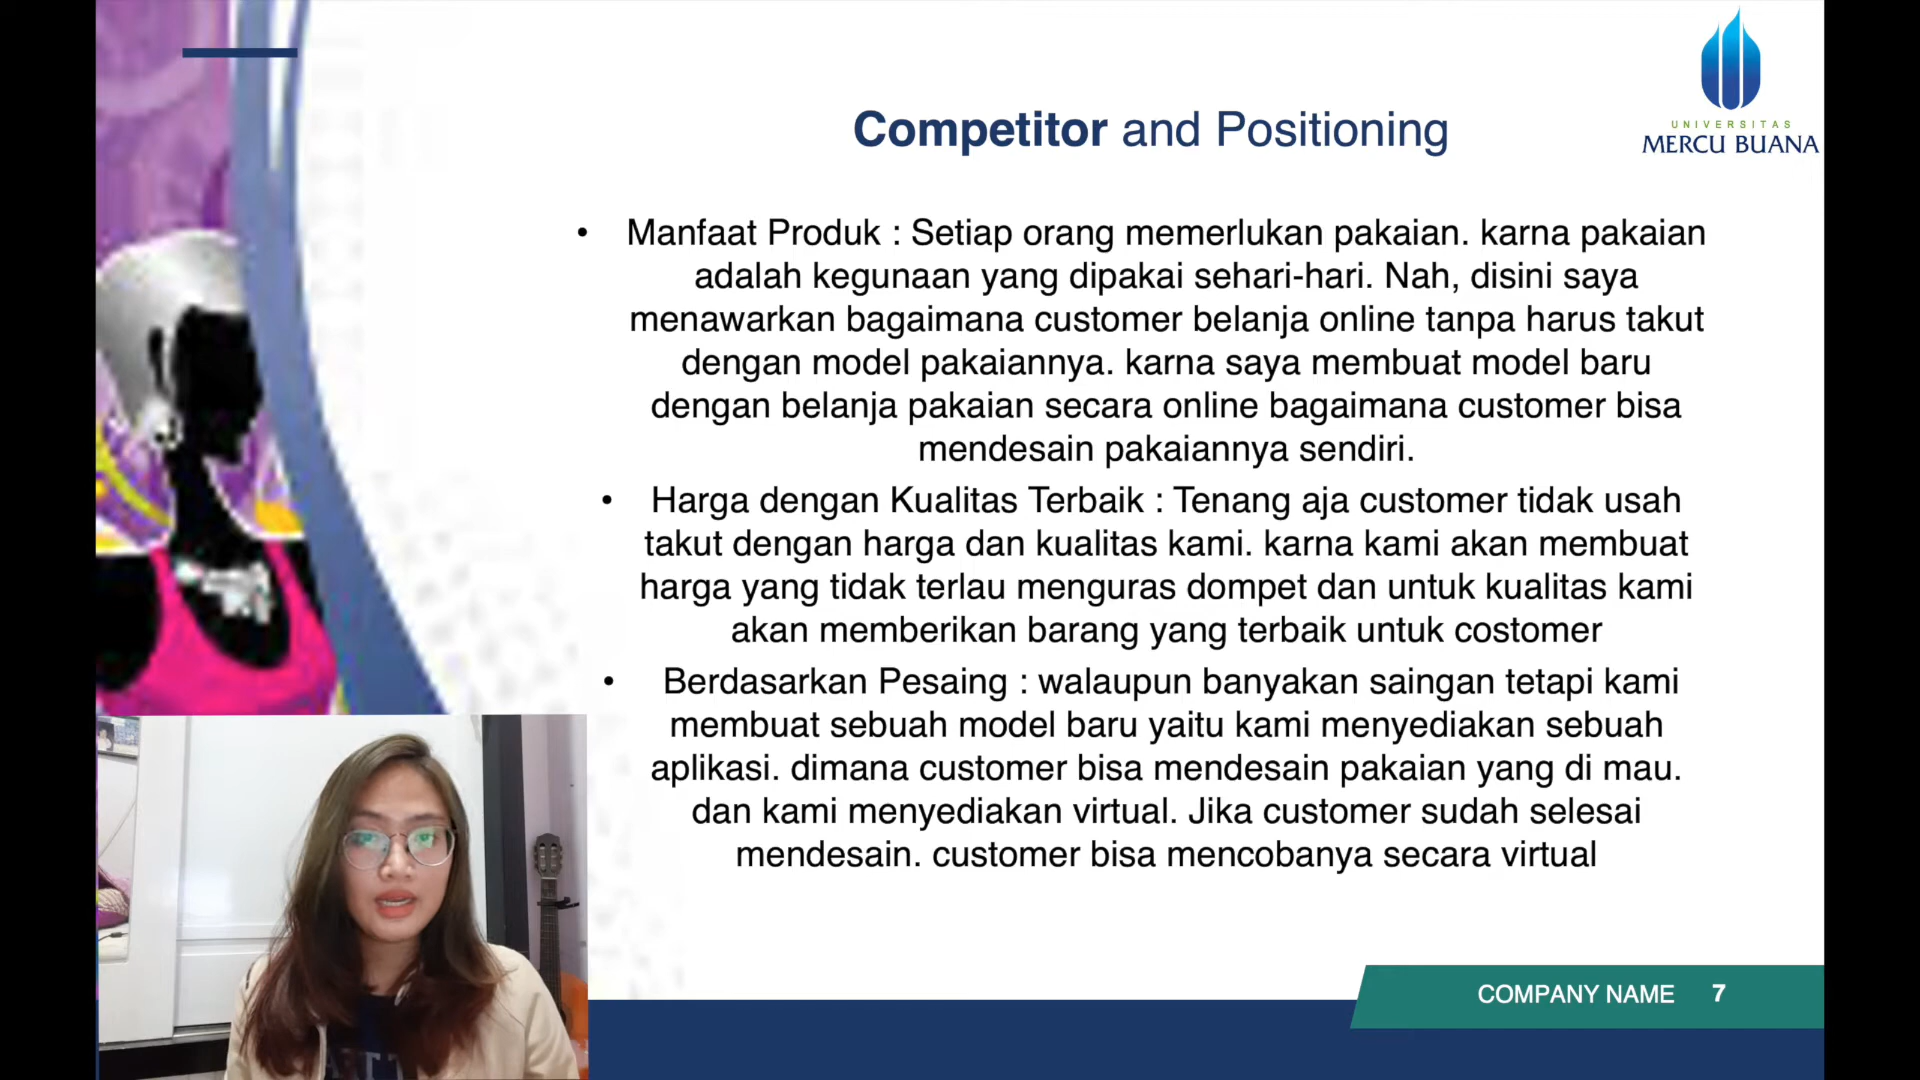 UNIVERSITAS
MERCU BUANA
Competitor and Positioning
• Manfaat Produk : Setiap orang memerlukan pakaian. karna pakaian
adalah kegunaan yang dipakai sehari-hari. Nah, disini saya
menawarkan bagaimana customer belanja online tanpa harus takut
dengan model pakaiannya. karna saya membuat model baru
dengan belanja pakaian secara online bagaimana customer bisa
mendesain pakaiannya sendiri.
• Harga dengan Kualitas Terbaik : Tenang aja customer tidak usah
takut dengan harga dan kualitas kami. karna kami akan membuat
harga yang tidak terlau menguras dompet dan untuk kualitas kami
akan memberikan barang yang terbaik untuk costomer
• Berdasarkan Pesaing : walaupun banyakan saingan tetapi kami
membuat sebuah model baru yaitu kami menyediakan sebuah
aplikasi. dimana customer bisa mendesain pakaian yang di mau.
dan kami menyediakan virtual. Jika customer sudah selesai
mendesain. customer bisa mencobanya secara virtual
COMPANY NAME 7